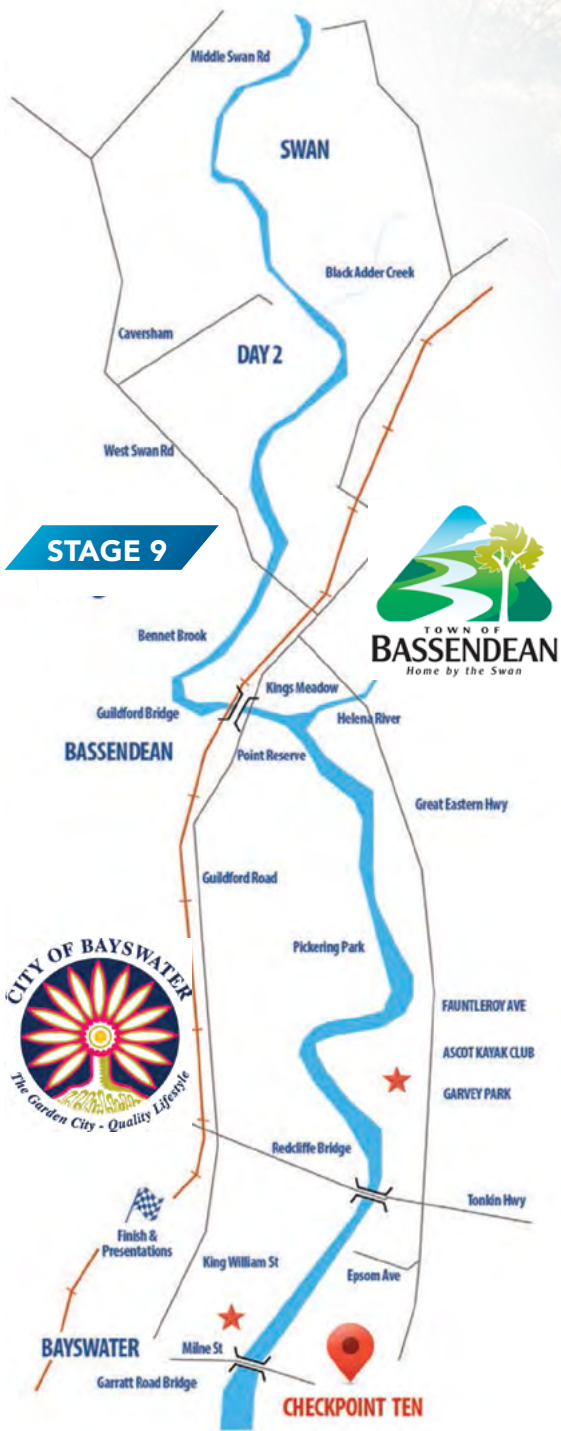 Middle Swan Rd
SWAN
Black Adder Creek
Caversham
DAY 2
West Swan Rd
STAGE 9
TOWN OF
BASSENDEAN
Home by the Swan
Bennet Brook
Kings Meadow
Guildford Bridge
Helena River
BASSENDEAN
Point Reserve
Great Eastern Hwy
Guildford Road
Pickering Park
CITY OF BAYSWATER
The Garden City - Quality Lifestyle
FAUNTLEROY AVE
ASCOT KAYAK CLUB
GARVEY PARK
Redcliffe Bridge
Tonkin Hwy
Finish &
Presentations
King William St
Epsom Ave
BAYSWATER
Milne St
Garratt Road Bridge
CHECKPOINT TEN